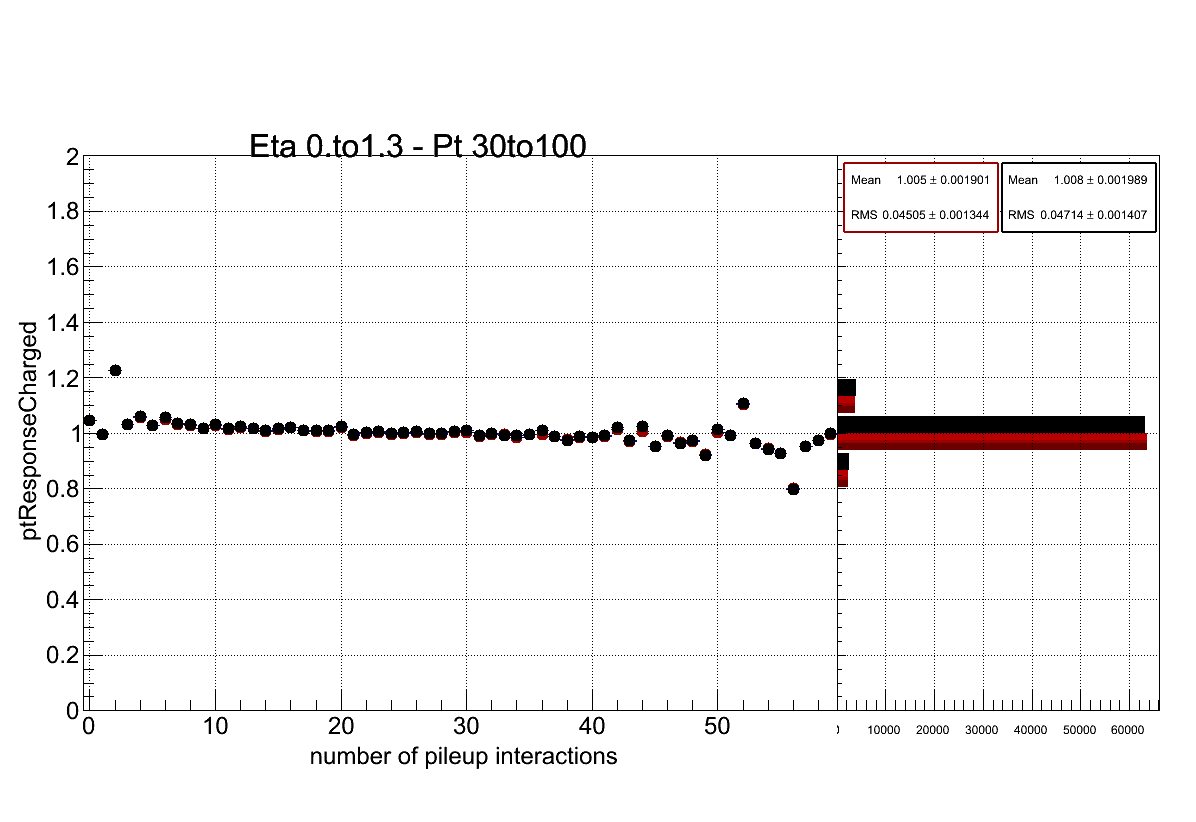 Eta 0.to1.3 - Pt 30to100
ptResponseCharged
2
1.8
1.6
1.4
1.2
1
0.8
0.6
0.4
0.2
0
0 10 20 30 40 50
number of pileup interactions
Mean 1.005 ± 0.001901
RMS 0.04505 ± 0.001344
Mean 1.008 ± 0.001989
RMS 0.04714 ± 0.001407
10000 20000 30000 40000 50000 60000